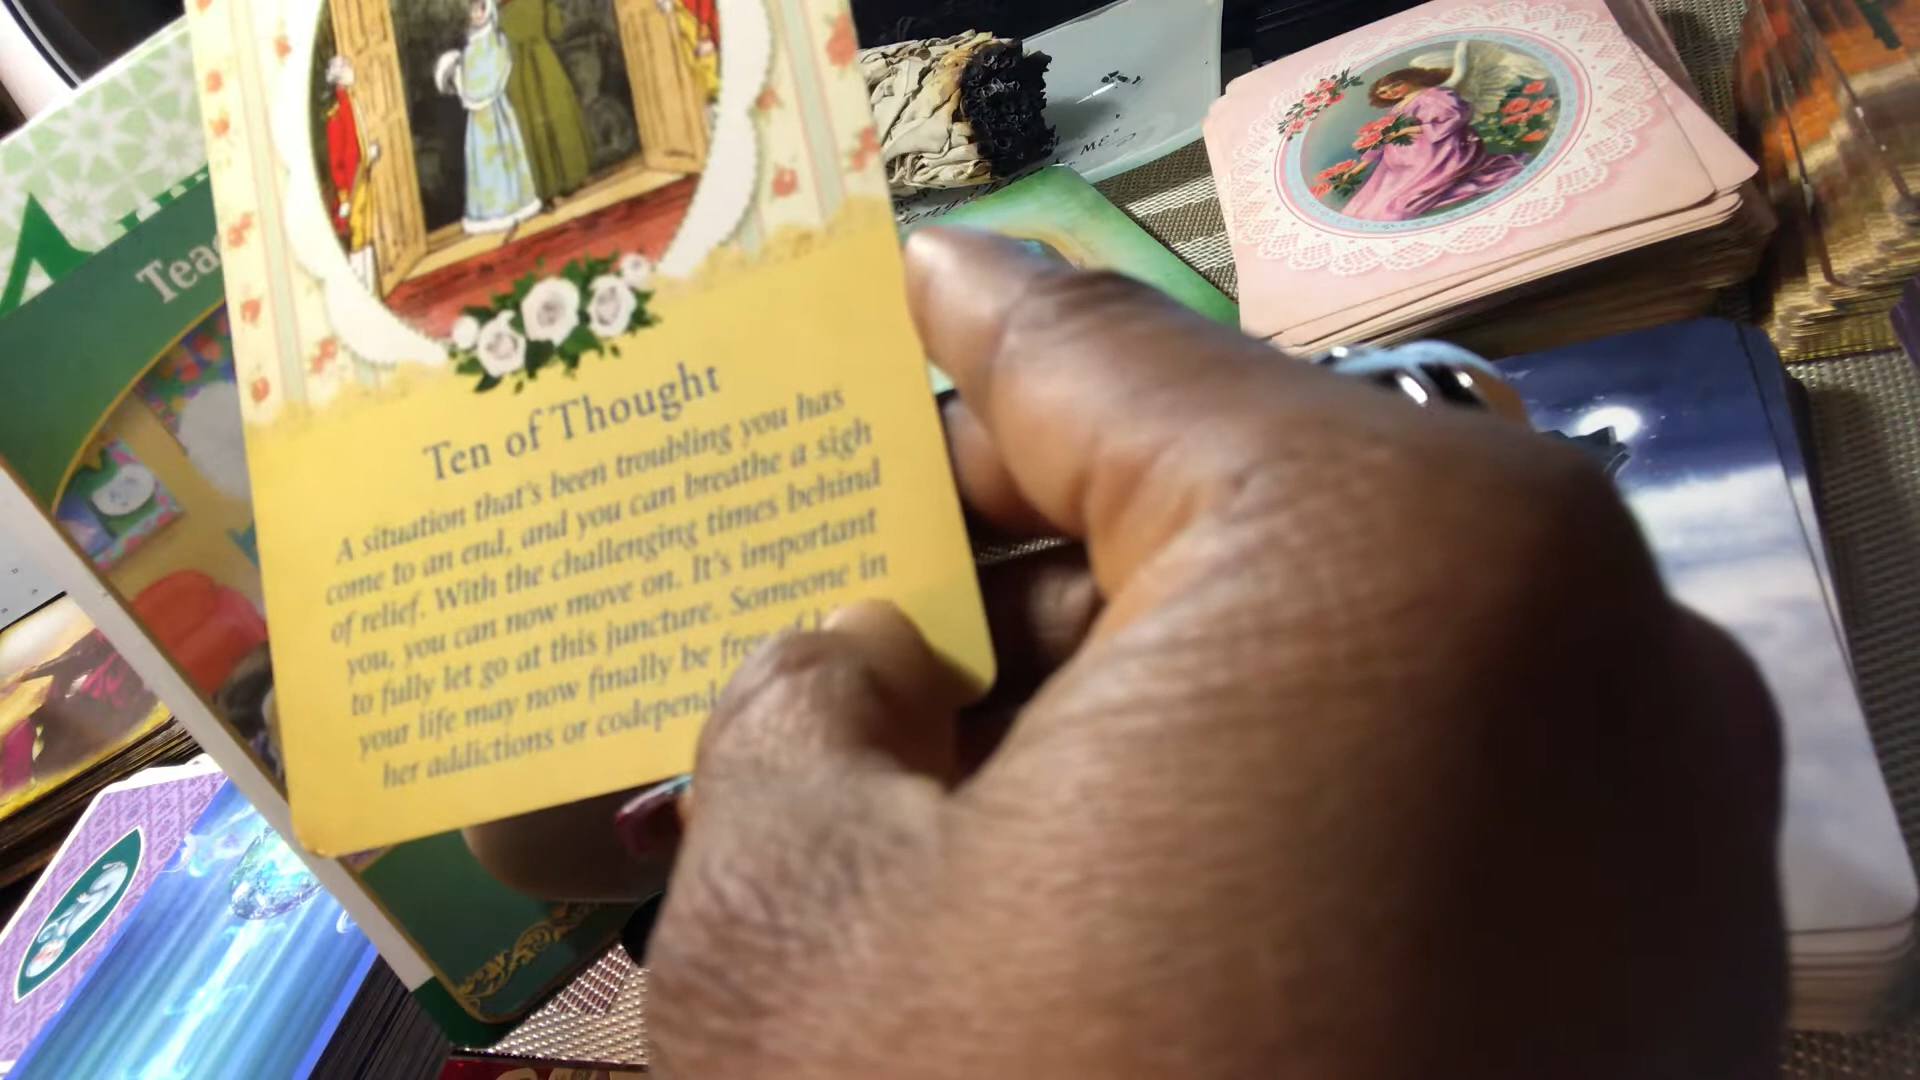 Tea
Ten of Thought
A situation that's been troubling you has
come to an end, and you can breathe a sigh
of relief. With the challenging times behind
you, you can now move on. It's important
to fully let go at this juncture. Someone in
your life may now finally be free of
her addictions or codepend
ME